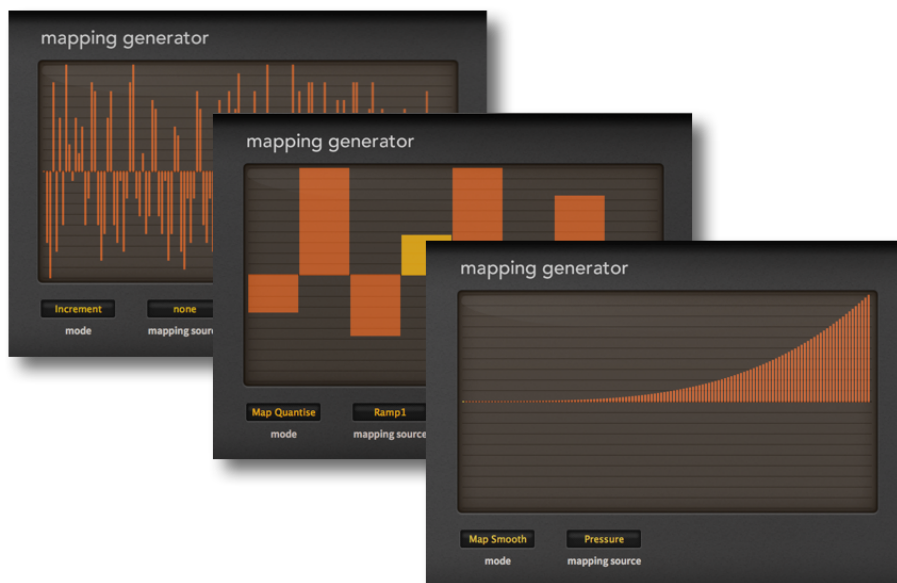 mapping generator
Increment
none
mode
mapping sourc
mapping generator
Map Quantise
Ramp1
mode
mapping source
mapping generator
Map Smooth
Pressure
mode
mapping source